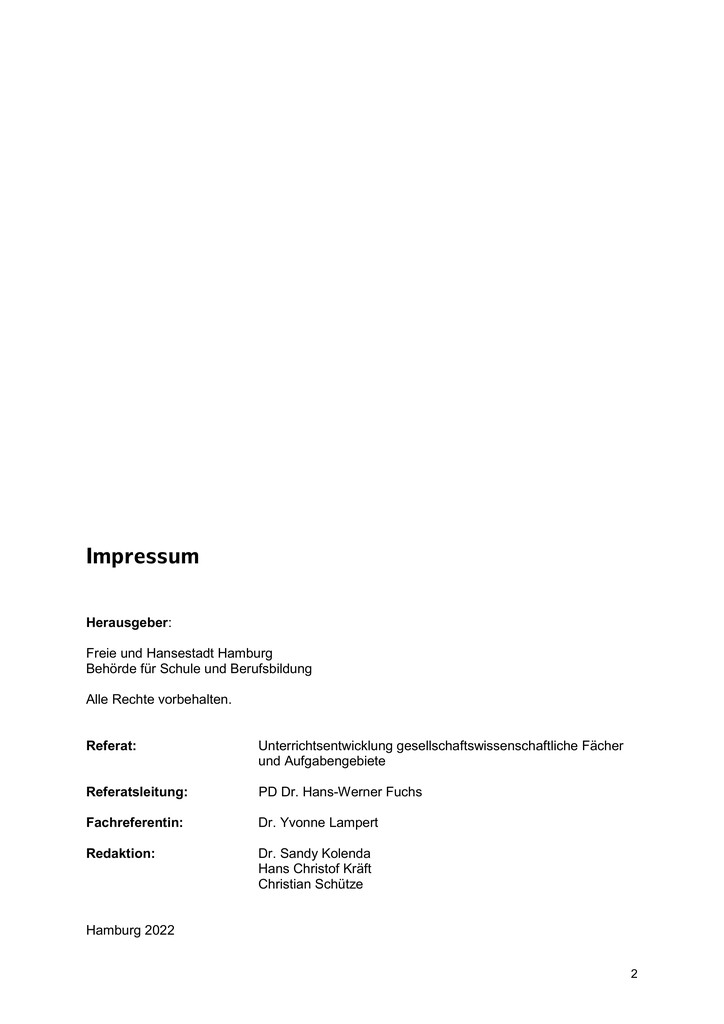 Impressum
Herausgeber:
Freie und Hansestadt Hamburg
Behörde für Schule und Berufsbildung
Alle Rechte vorbehalten.
Referat: Unterrichtsentwicklung gesellschaftswissenschaftliche Fächer
und Aufgabengebiete
Referatsleitung: PD Dr. Hans-Werner Fuchs
Fachreferentin: Dr. Yvonne Lampert
Redaktion: Dr. Sandy Kolenda
Hans Christof Kräft
Christian Schütze
Hamburg 2022
2